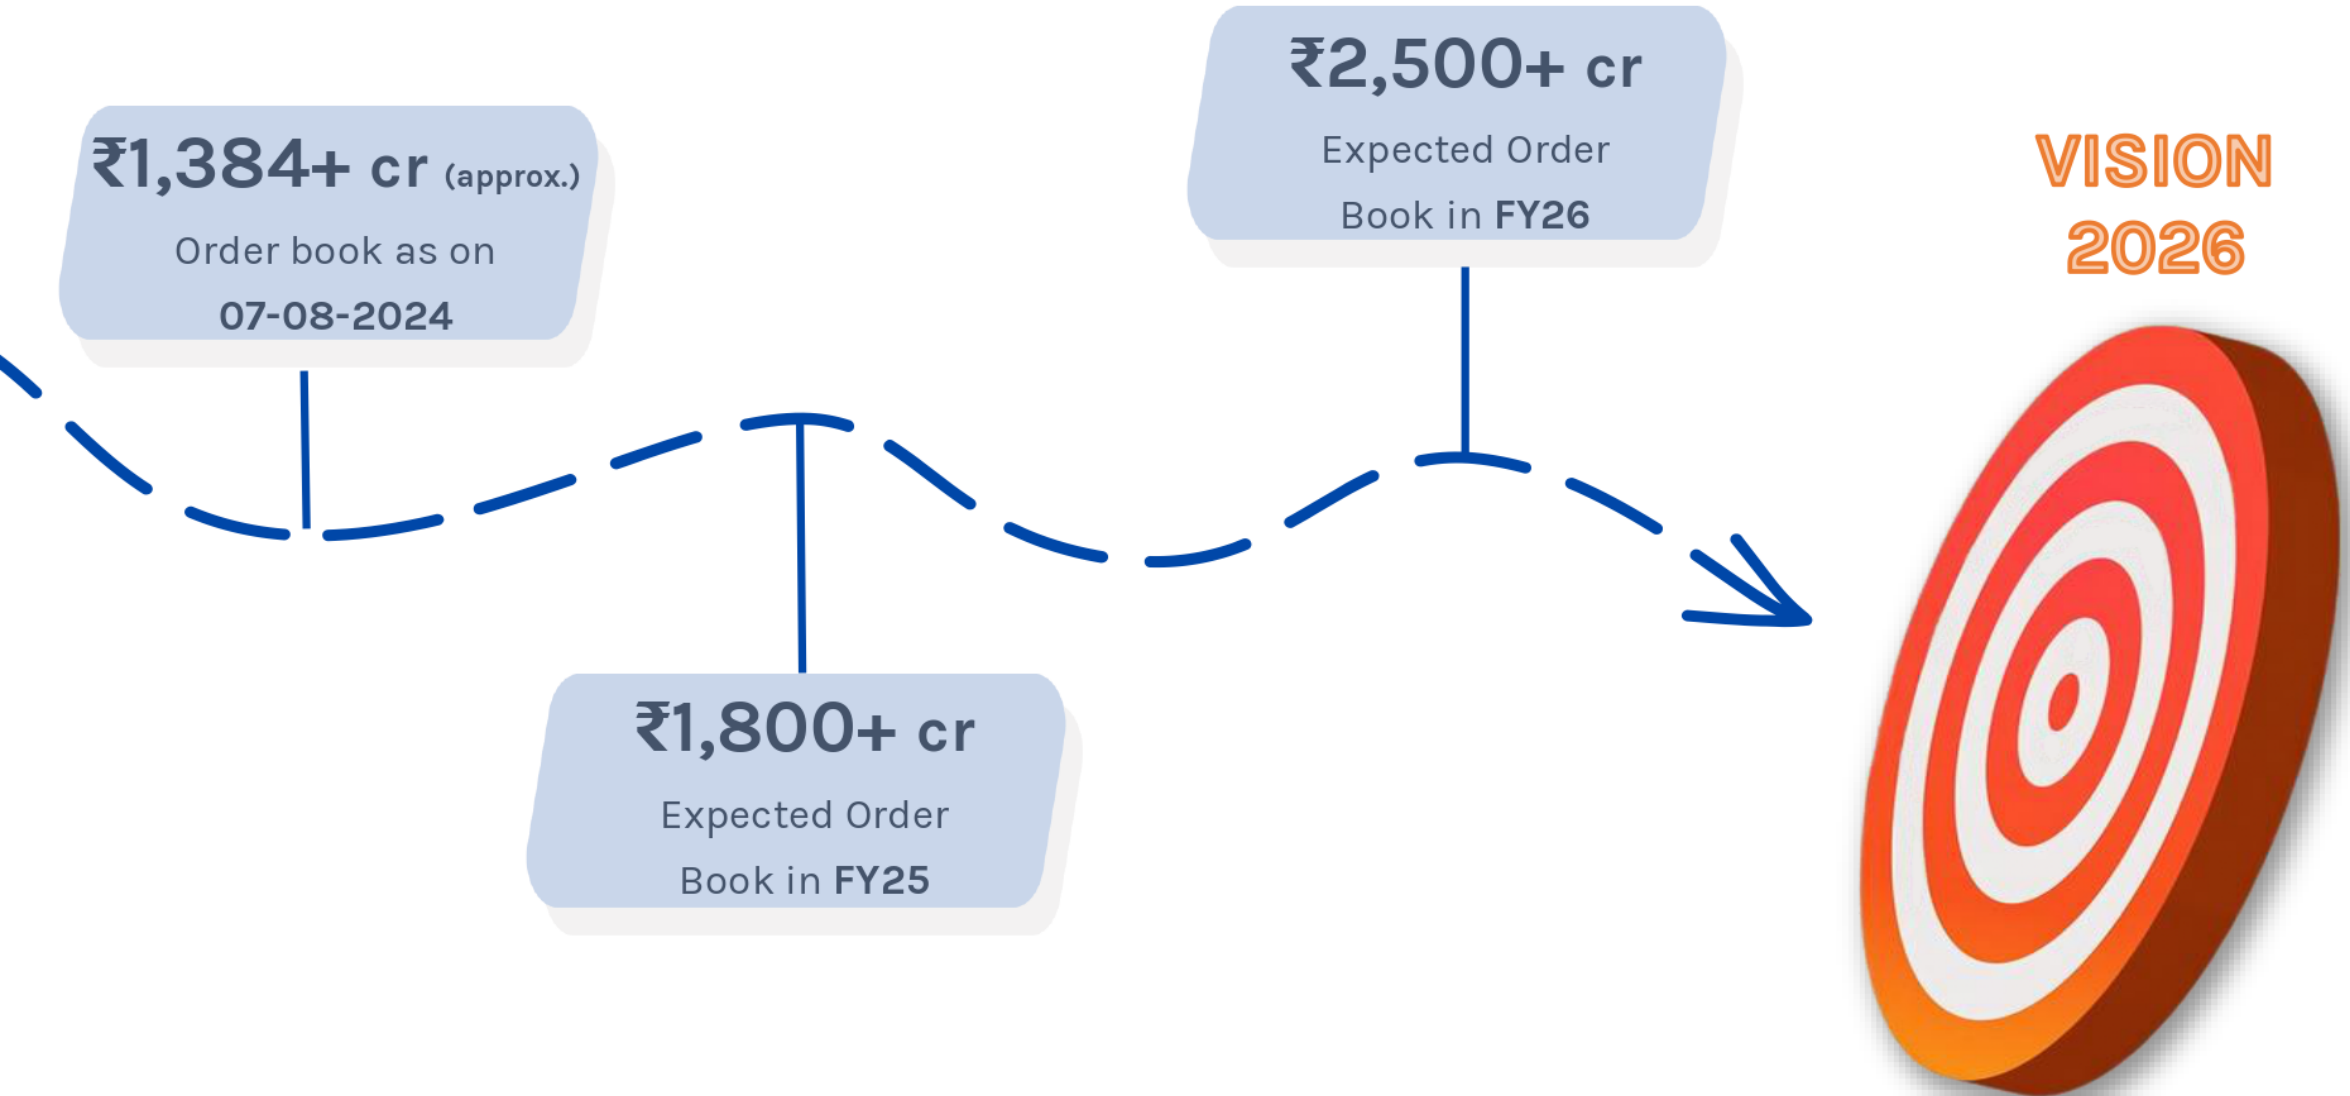 ₹1,384+ cr (approx.)
Order book as on
07-08-2024
₹1,800+ cr
Expected Order
Book in FY25
₹2,500+ cr
Expected Order
Book in FY26
VISION
2026